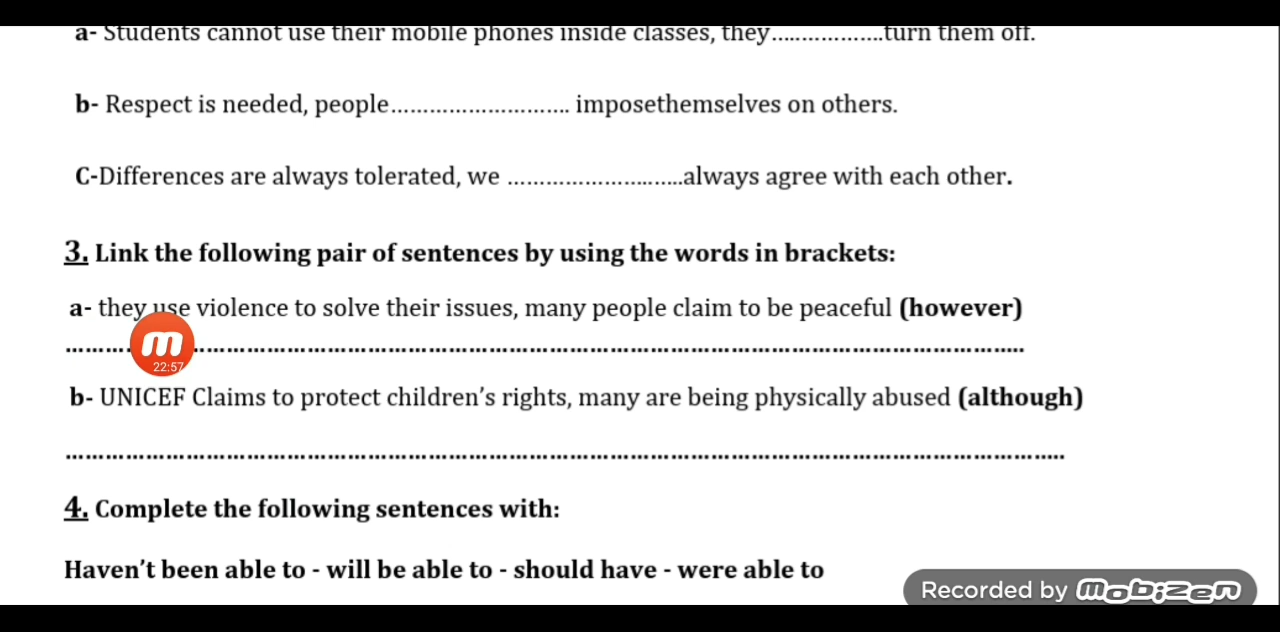 a- Students cannot use their mobile phones inside classes, they..................turn them off.
b- Respect is needed, people............................. imposethemselves on others.
C-Differences are always tolerated, we ............................always agree with each other.
3. Link the following pair of sentences by using the words in brackets:
a- they use violence to solve their issues, many people claim to be peaceful (however)
22:57
b- UNICEF Claims to protect children's rights, many are being physically abused (although)
4. Complete the following sentences with:
Haven't been able to - will be able to - should have - were able to
Recorded by Mobizen